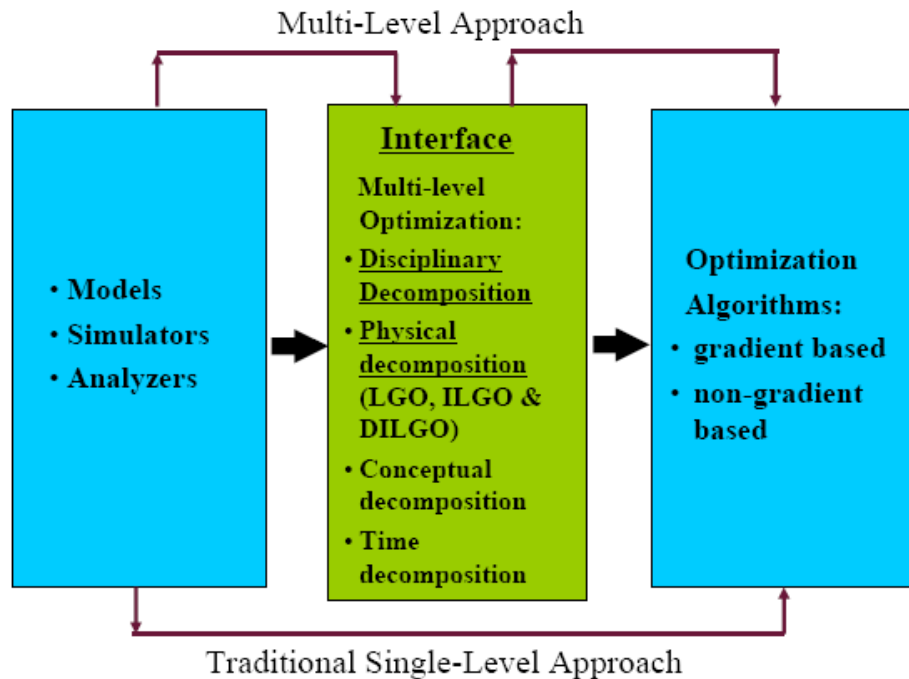 Multi-Level Approach
• Models
• Simulators
• Analyzers
Interface
Multi-level
Optimization:
• Disciplinary
Decomposition
• Physical
decomposition
(LGO, ILGO &
DILGO)
• Conceptual
decomposition
• Time
decomposition
Optimization
Algorithms:
• gradient based
• non-gradient
based
Traditional Single-Level Approach